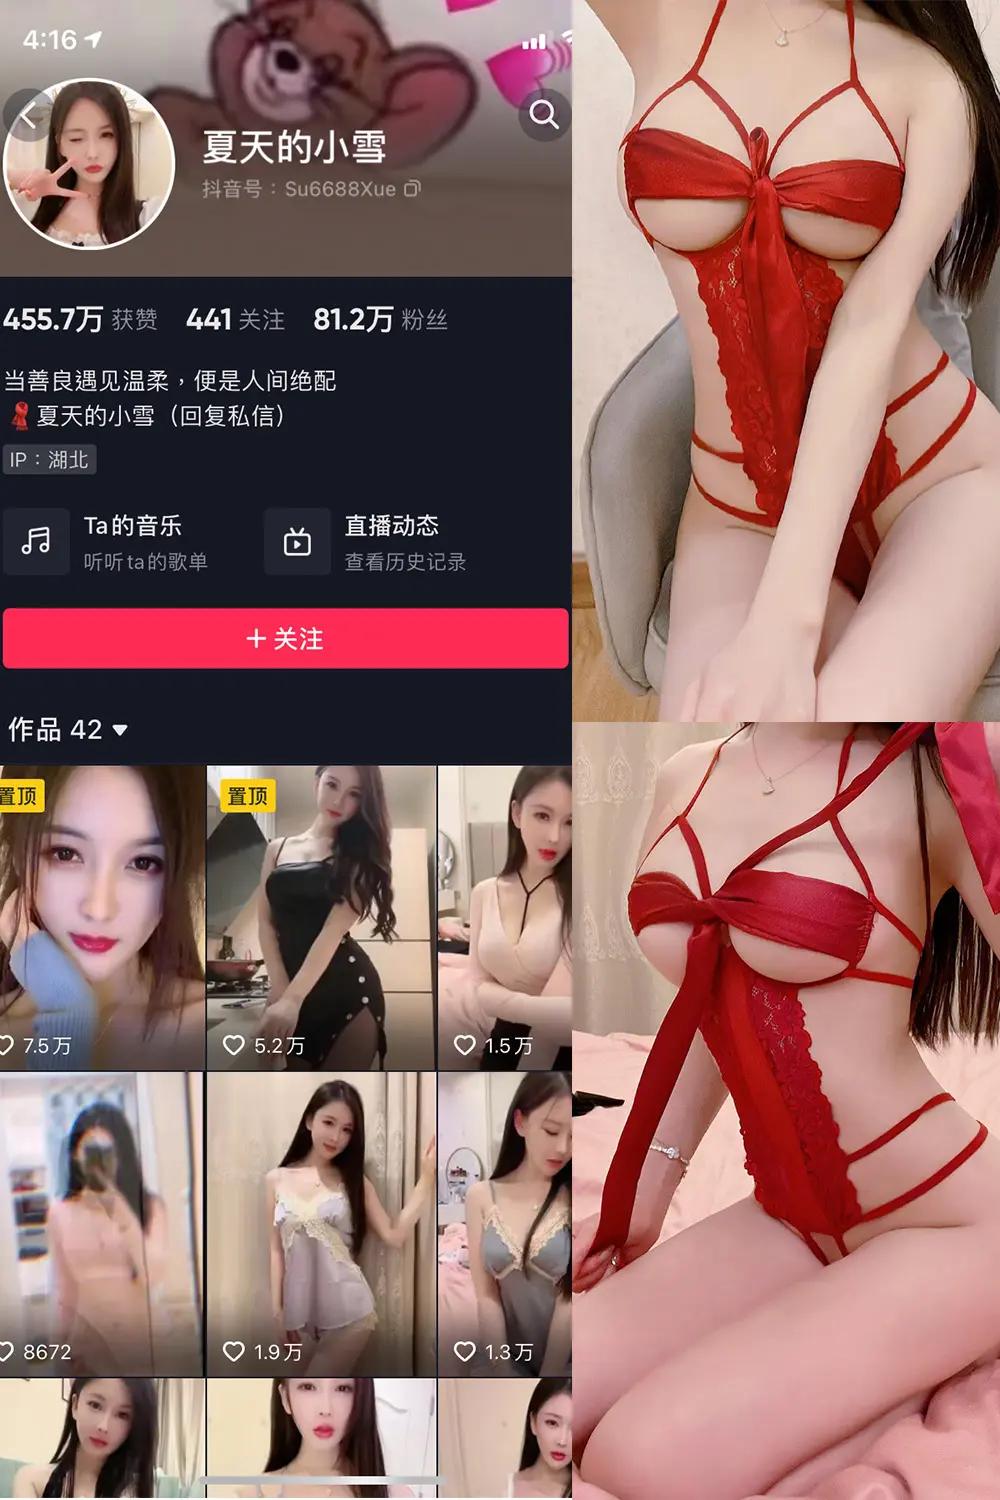 4:16
夏天的小雪
抖音号：Su6688Xue
455.7万 获赞 441 关注 81.2万 粉丝
当善良遇见温柔，便是人间绝配
夏天的小雪（回复私信）
IP：湖北
Ta的音乐 直播动态
听听ta的歌单 查看历史记录
+ 关注
作品 42
置顶 置顶
7.5万 5.2万 1.5万
8672 1.9万 1.3万